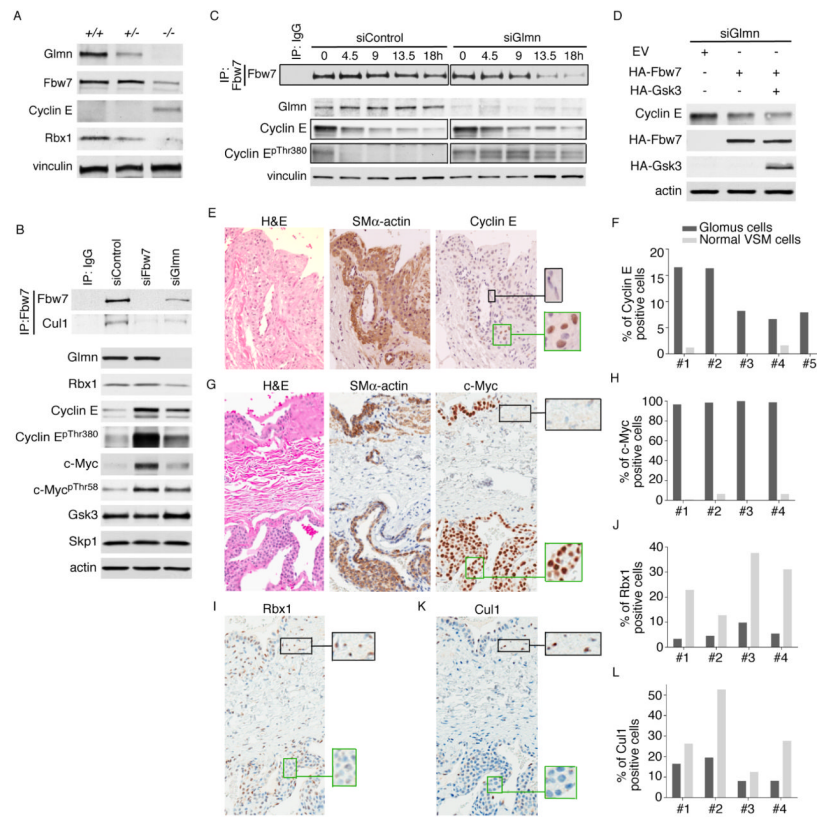 A
+/+ +/- -/-
Glmn
Fbw7
Cyclin E
Rbx1
vinculin
B
IP: IgG
siControl
siFbw7
siGlmn
IP:Fbw7
Fbw7
Cul1
Glmn
Rbx1
Cyclin E
Cyclin EpThr380
c-Myc
c-MycpThr58
Gsk3
Skp1
actin
C
IP: IgG
siControl siGlmn
0 4.5 9 13.5 18h 0 4.5 9 13.5 18h
IP: Fbw7
Fbw7
Glmn
Cyclin E
Cyclin EpThr380
vinculin
D
siGlmn
EV + - -
HA-Fbw7 - + +
HA-Gsk3 - - +
Cyclin E
HA-Fbw7
HA-Gsk3
actin
E
H&E SMα-actin Cyclin E
F
Glomus cells
Normal VSM cells
% of Cyclin E positive cells
20
15
10
5
0
#1 #2 #3 #4 #5
G
H&E SMα-actin c-Myc
H
% of c-Myc positive cells
100
80
60
40
20
0
#1 #2 #3 #4
I
Rbx1
J
% of Rbx1 positive cells
40
30
20
10
0
#1 #2 #3 #4
K
Cul1
L
% of Cul1 positive cells
50
40
30
20
10
0
#1 #2 #3 #4